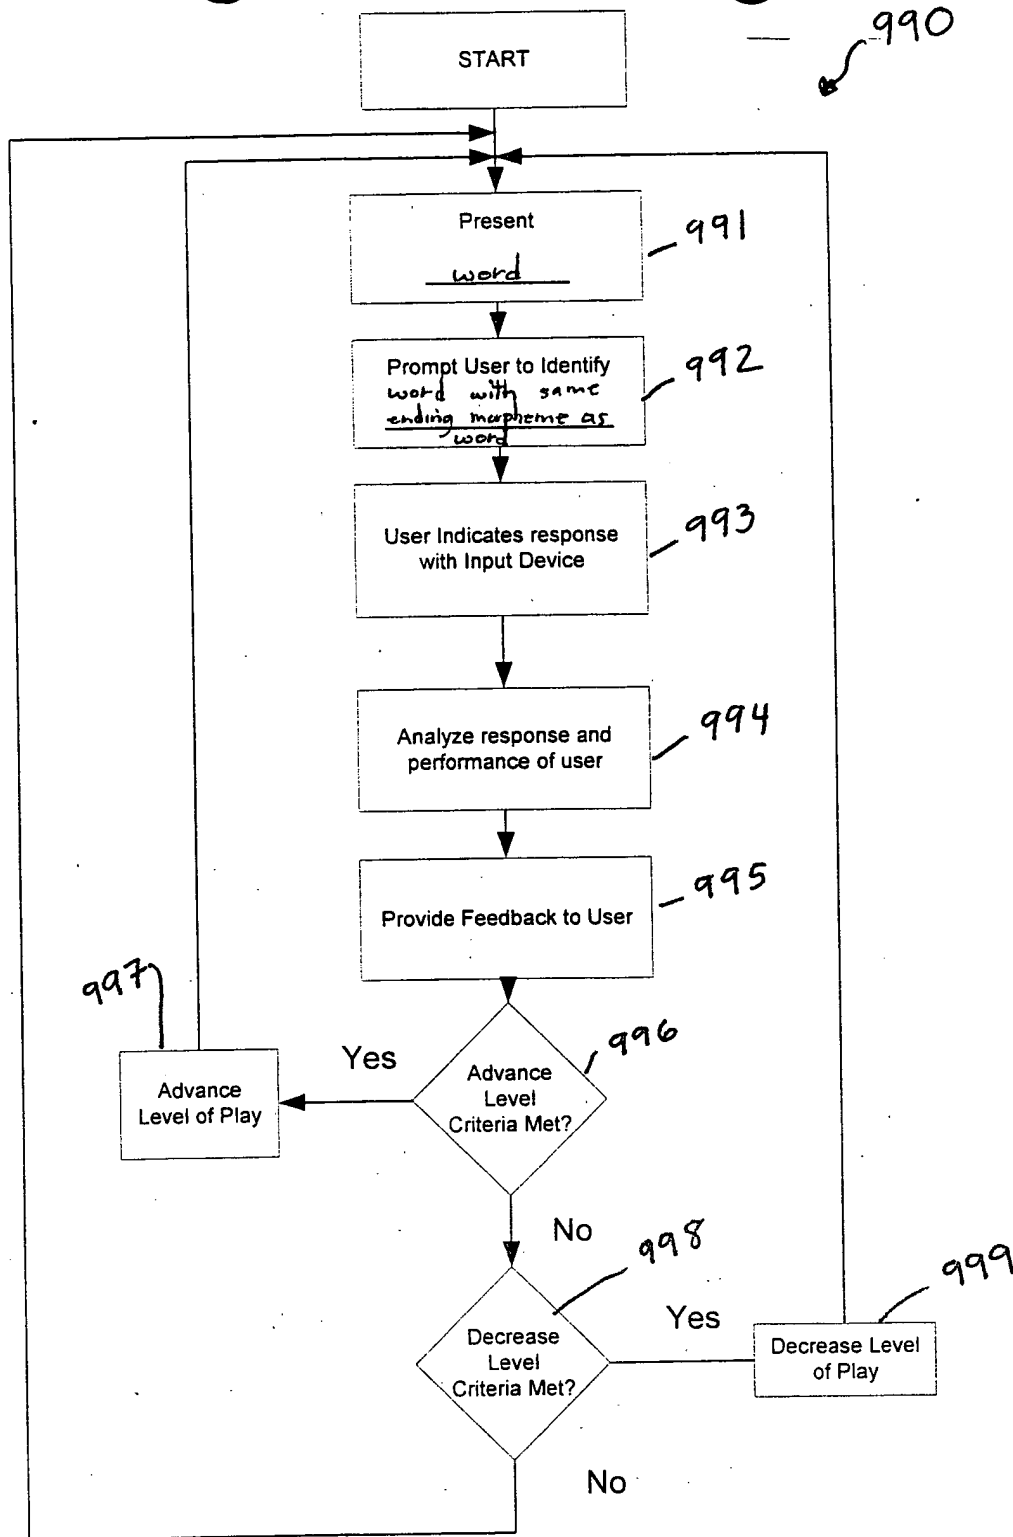 990
START
Present
word
991
Prompt User to Identify
word with same
ending morpheme as
word
992
User Indicates response
with Input Device
993
Analyze response and
performance of user
994
Provide Feedback to User
995
997
Advance
Level of Play
Yes
Advance
Level
Criteria Met?
996
No
998
Decrease
Level
Criteria Met?
Yes
999
Decrease Level
of Play
No